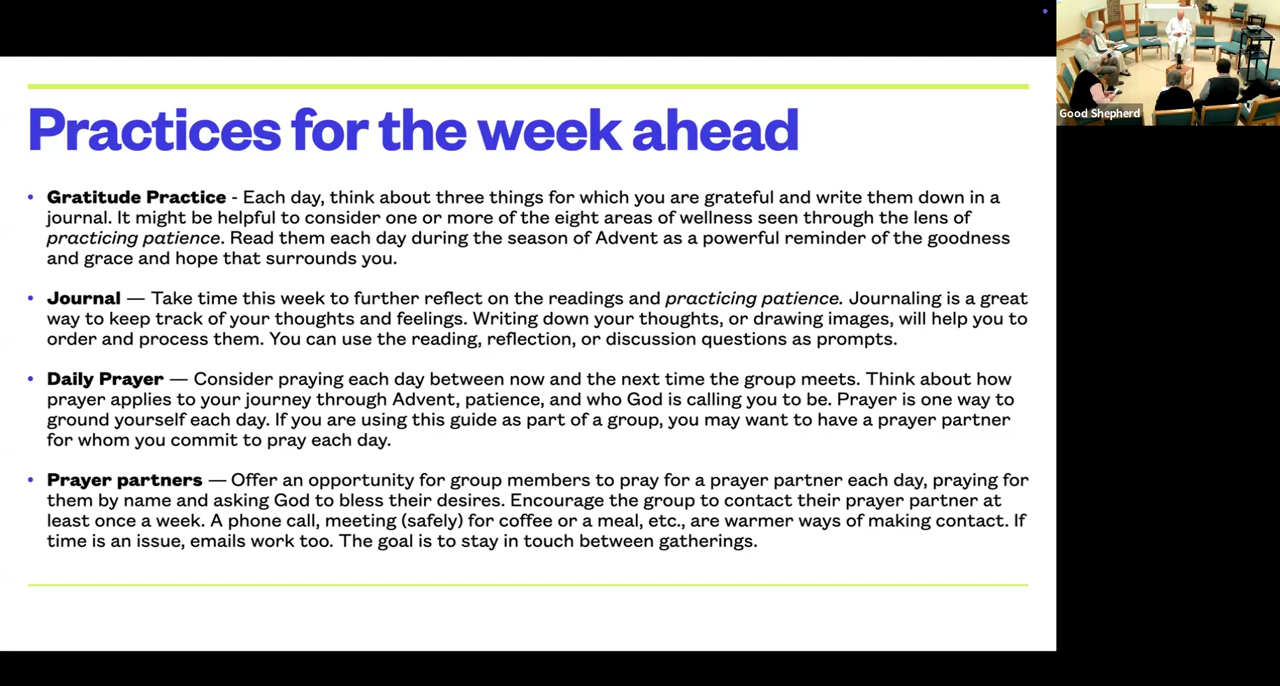 Good Shepherd
Practices for the week ahead
• Gratitude Practice - Each day, think about three things for which you are grateful and write them down in a
journal. It might be helpful to consider one or more of the eight areas of wellness seen through the lens of
practicing patience. Read them each day during the season of Advent as a powerful reminder of the goodness
and grace and hope that surrounds you.
• Journal — Take time this week to further reflect on the readings and practicing patience. Journaling is a great
way to keep track of your thoughts and feelings. Writing down your thoughts, or drawing images, will help you to
order and process them. You can use the reading, reflection, or discussion questions as prompts.
• Daily Prayer — Consider praying each day between now and the next time the group meets. Think about how
prayer applies to your journey through Advent, patience, and who God is calling you to be. Prayer is one way to
ground yourself each day. If you are using this guide as part of a group, you may want to have a prayer partner
for whom you commit to pray each day.
• Prayer partners — Offer an opportunity for group members to pray for a prayer partner each day, praying for
them by name and asking God to bless their desires. Encourage the group to contact their prayer partner at
least once a week. A phone call, meeting (safely) for coffee or a meal, etc., are warmer ways of making contact. If
time is an issue, emails work too. The goal is to stay in touch between gatherings.